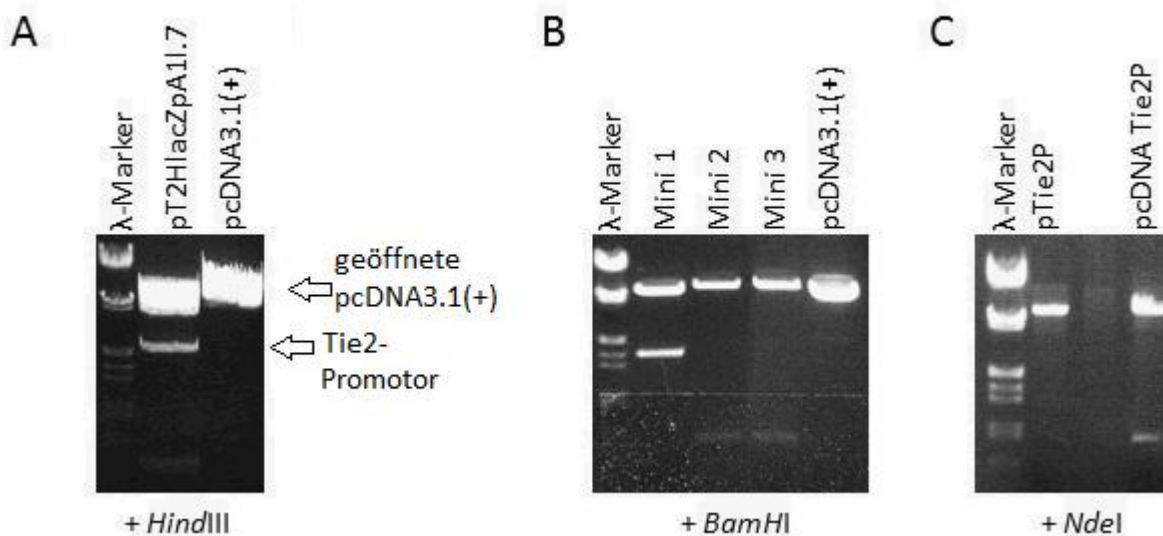 A
λ-Marker
pT2HlacZpA1l.7
pcDNA3.1(+)
geöffnete
pcDNA3.1(+)
Tie2-
Promotor
+ HindIII
B
λ-Marker
Mini 1
Mini 2
Mini 3
pcDNA3.1(+)
+ BamHI
C
λ-Marker
pTie2P
pcDNA Tie2P
+ NdeI